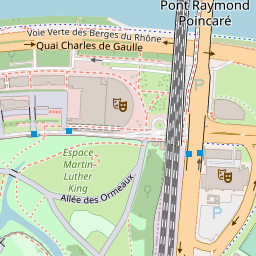 Pont Raymond
Poincaré
Voie Verte des Berges du Rhône
Quai Charles de Gaulle
P
Espace
Martin-
Luther
King
Allée des Ormeaux
P